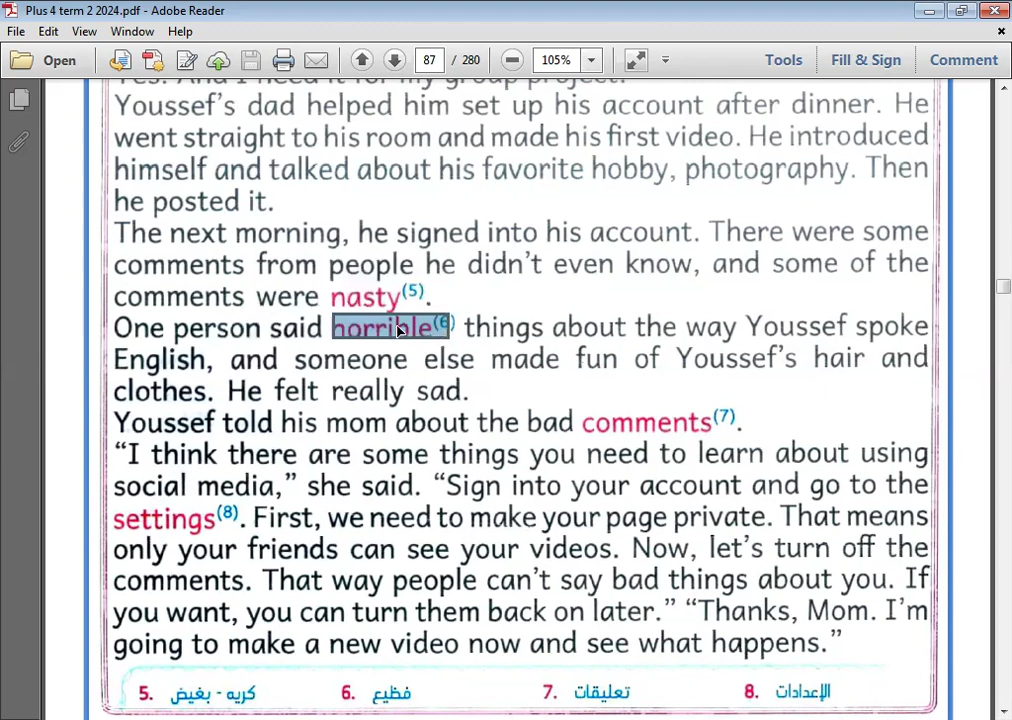 Plus 4 term 2 2024.pdf - Adobe Reader
File Edit View Window Help
Open 87 / 280 105% Tools Fill & Sign Comment
Yes. And I need it for my group project.
Youssef's dad helped him set up his account after dinner. He
went straight to his room and made his first video. He introduced
himself and talked about his favorite hobby, photography. Then
he posted it.
The next morning, he signed into his account. There were some
comments from people he didn't even know, and some of the
comments were nasty(5).
One person said horrible(6) things about the way Youssef spoke
English, and someone else made fun of Youssef's hair and
clothes. He felt really sad.
Youssef told his mom about the bad comments(7).
“I think there are some things you need to learn about using
social media,” she said. “Sign into your account and go to the
settings(8). First, we need to make your page private. That means
only your friends can see your videos. Now, let's turn off the
comments. That way people can't say bad things about you. If
you want, you can turn them back on later.” “Thanks, Mom. I'm
going to make a new video now and see what happens.”
5. كريه - بغيض 6. فظيع 7. تعليقات 8. الإعدادات